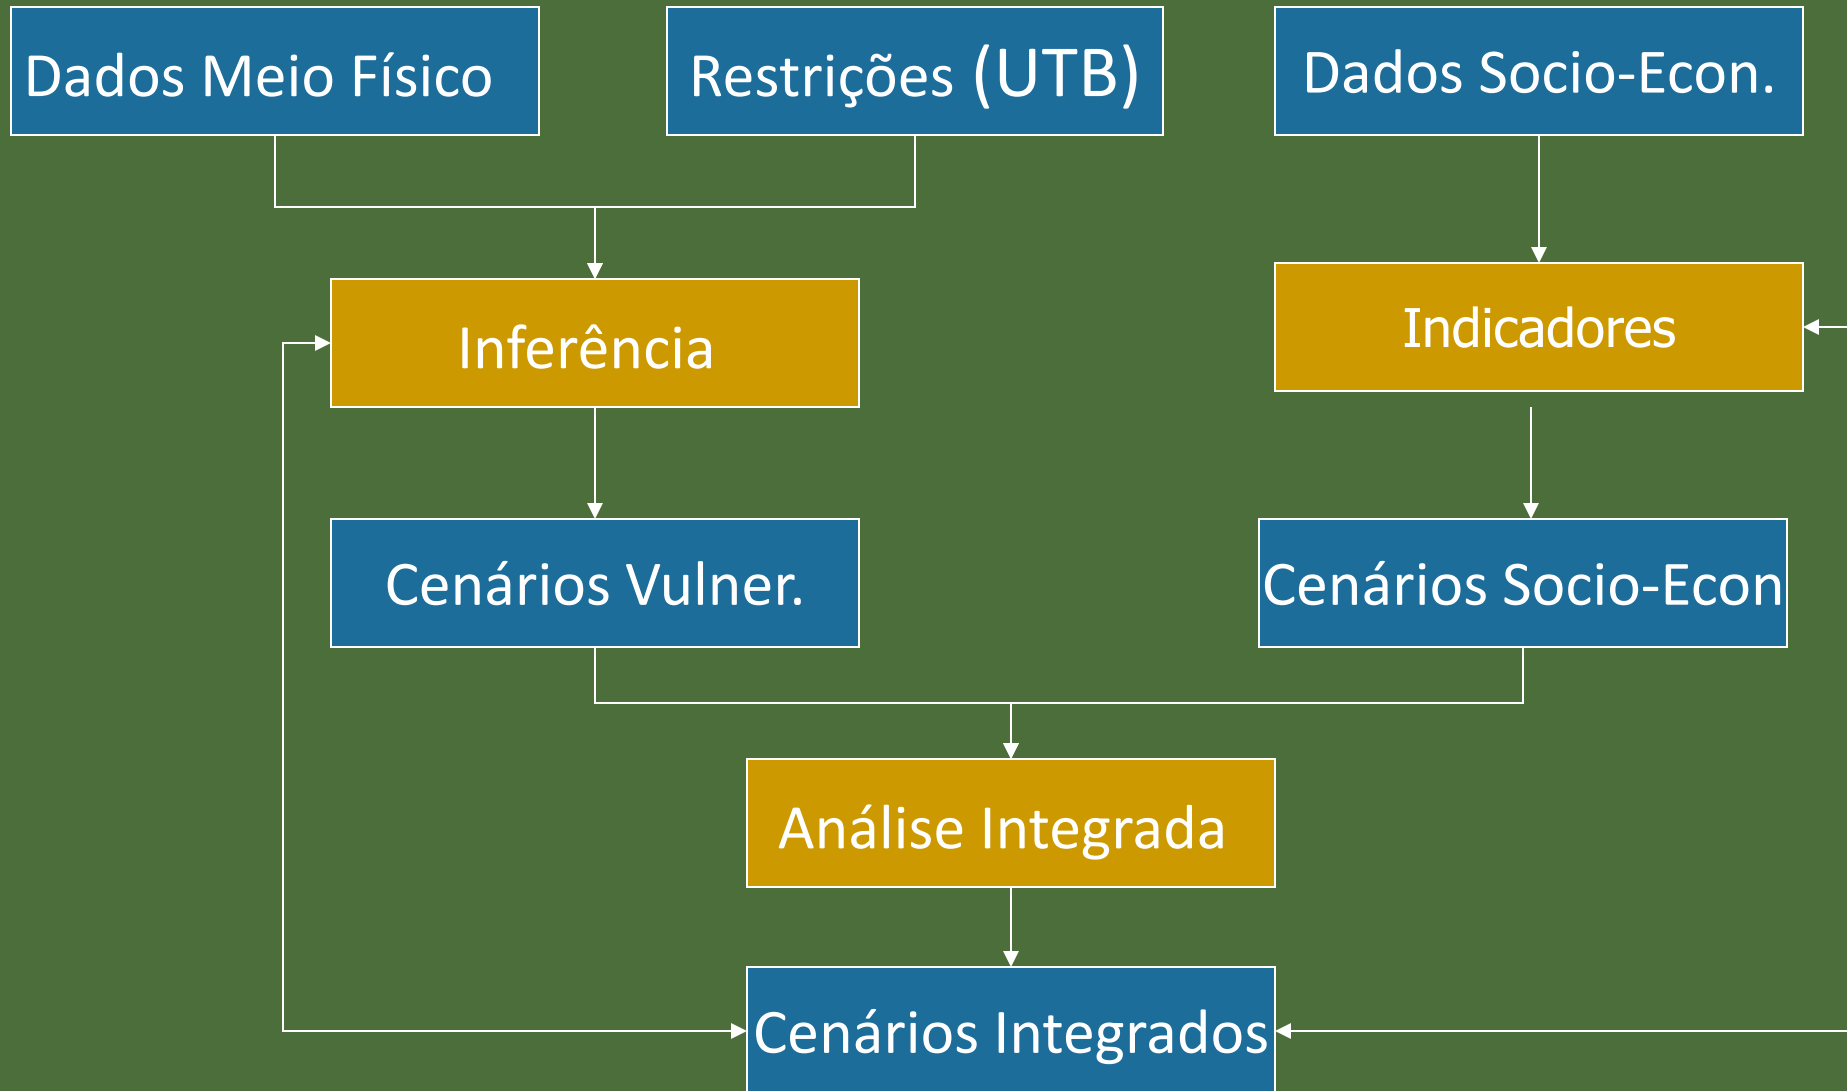 Dados Meio Físico
Restrições (UTB)
Dados Socio-Econ.
Inferência
Indicadores
Cenários Vulner.
Cenários Socio-Econ
Análise Integrada
Cenários Integrados